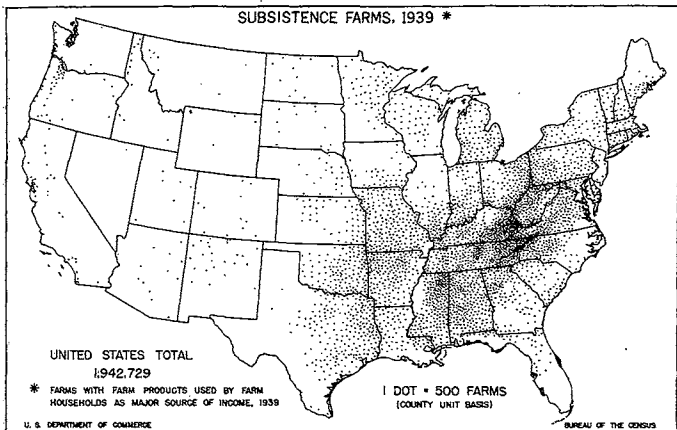 SUBSISTENCE FARMS, 1939 *
UNITED STATES TOTAL
1,942,729
* FARMS WITH FARM PRODUCTS USED BY FARM
HOUSEHOLDS AS MAJOR SOURCE OF INCOME, 1939
1 DOT = 500 FARMS
(COUNTY UNIT BASIS)
U. S. DEPARTMENT OF COMMERCE
BUREAU OF THE CENSUS